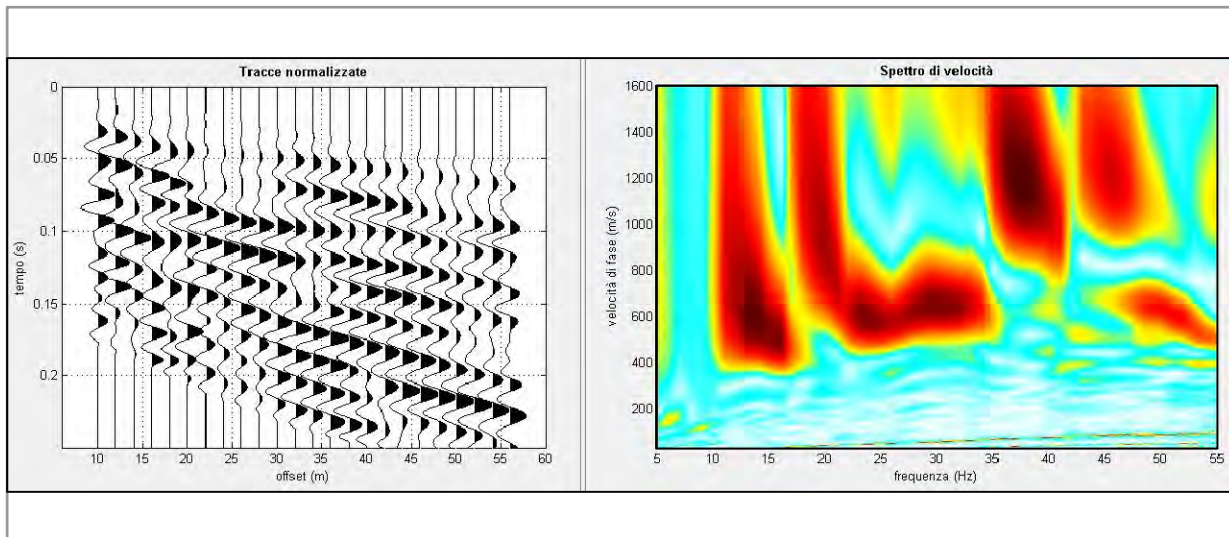 Tracce normalizzate
0
0.05
0.1
0.15
0.2
tempo (s)
10 15 20 25 30 35 40 45 50 55 60
offset (m)
Spettro di velocità
1600
1400
1200
1000
800
600
400
200
velocità di fase (m/s)
5 10 15 20 25 30 35 40 45 50 55
frequenza (Hz)